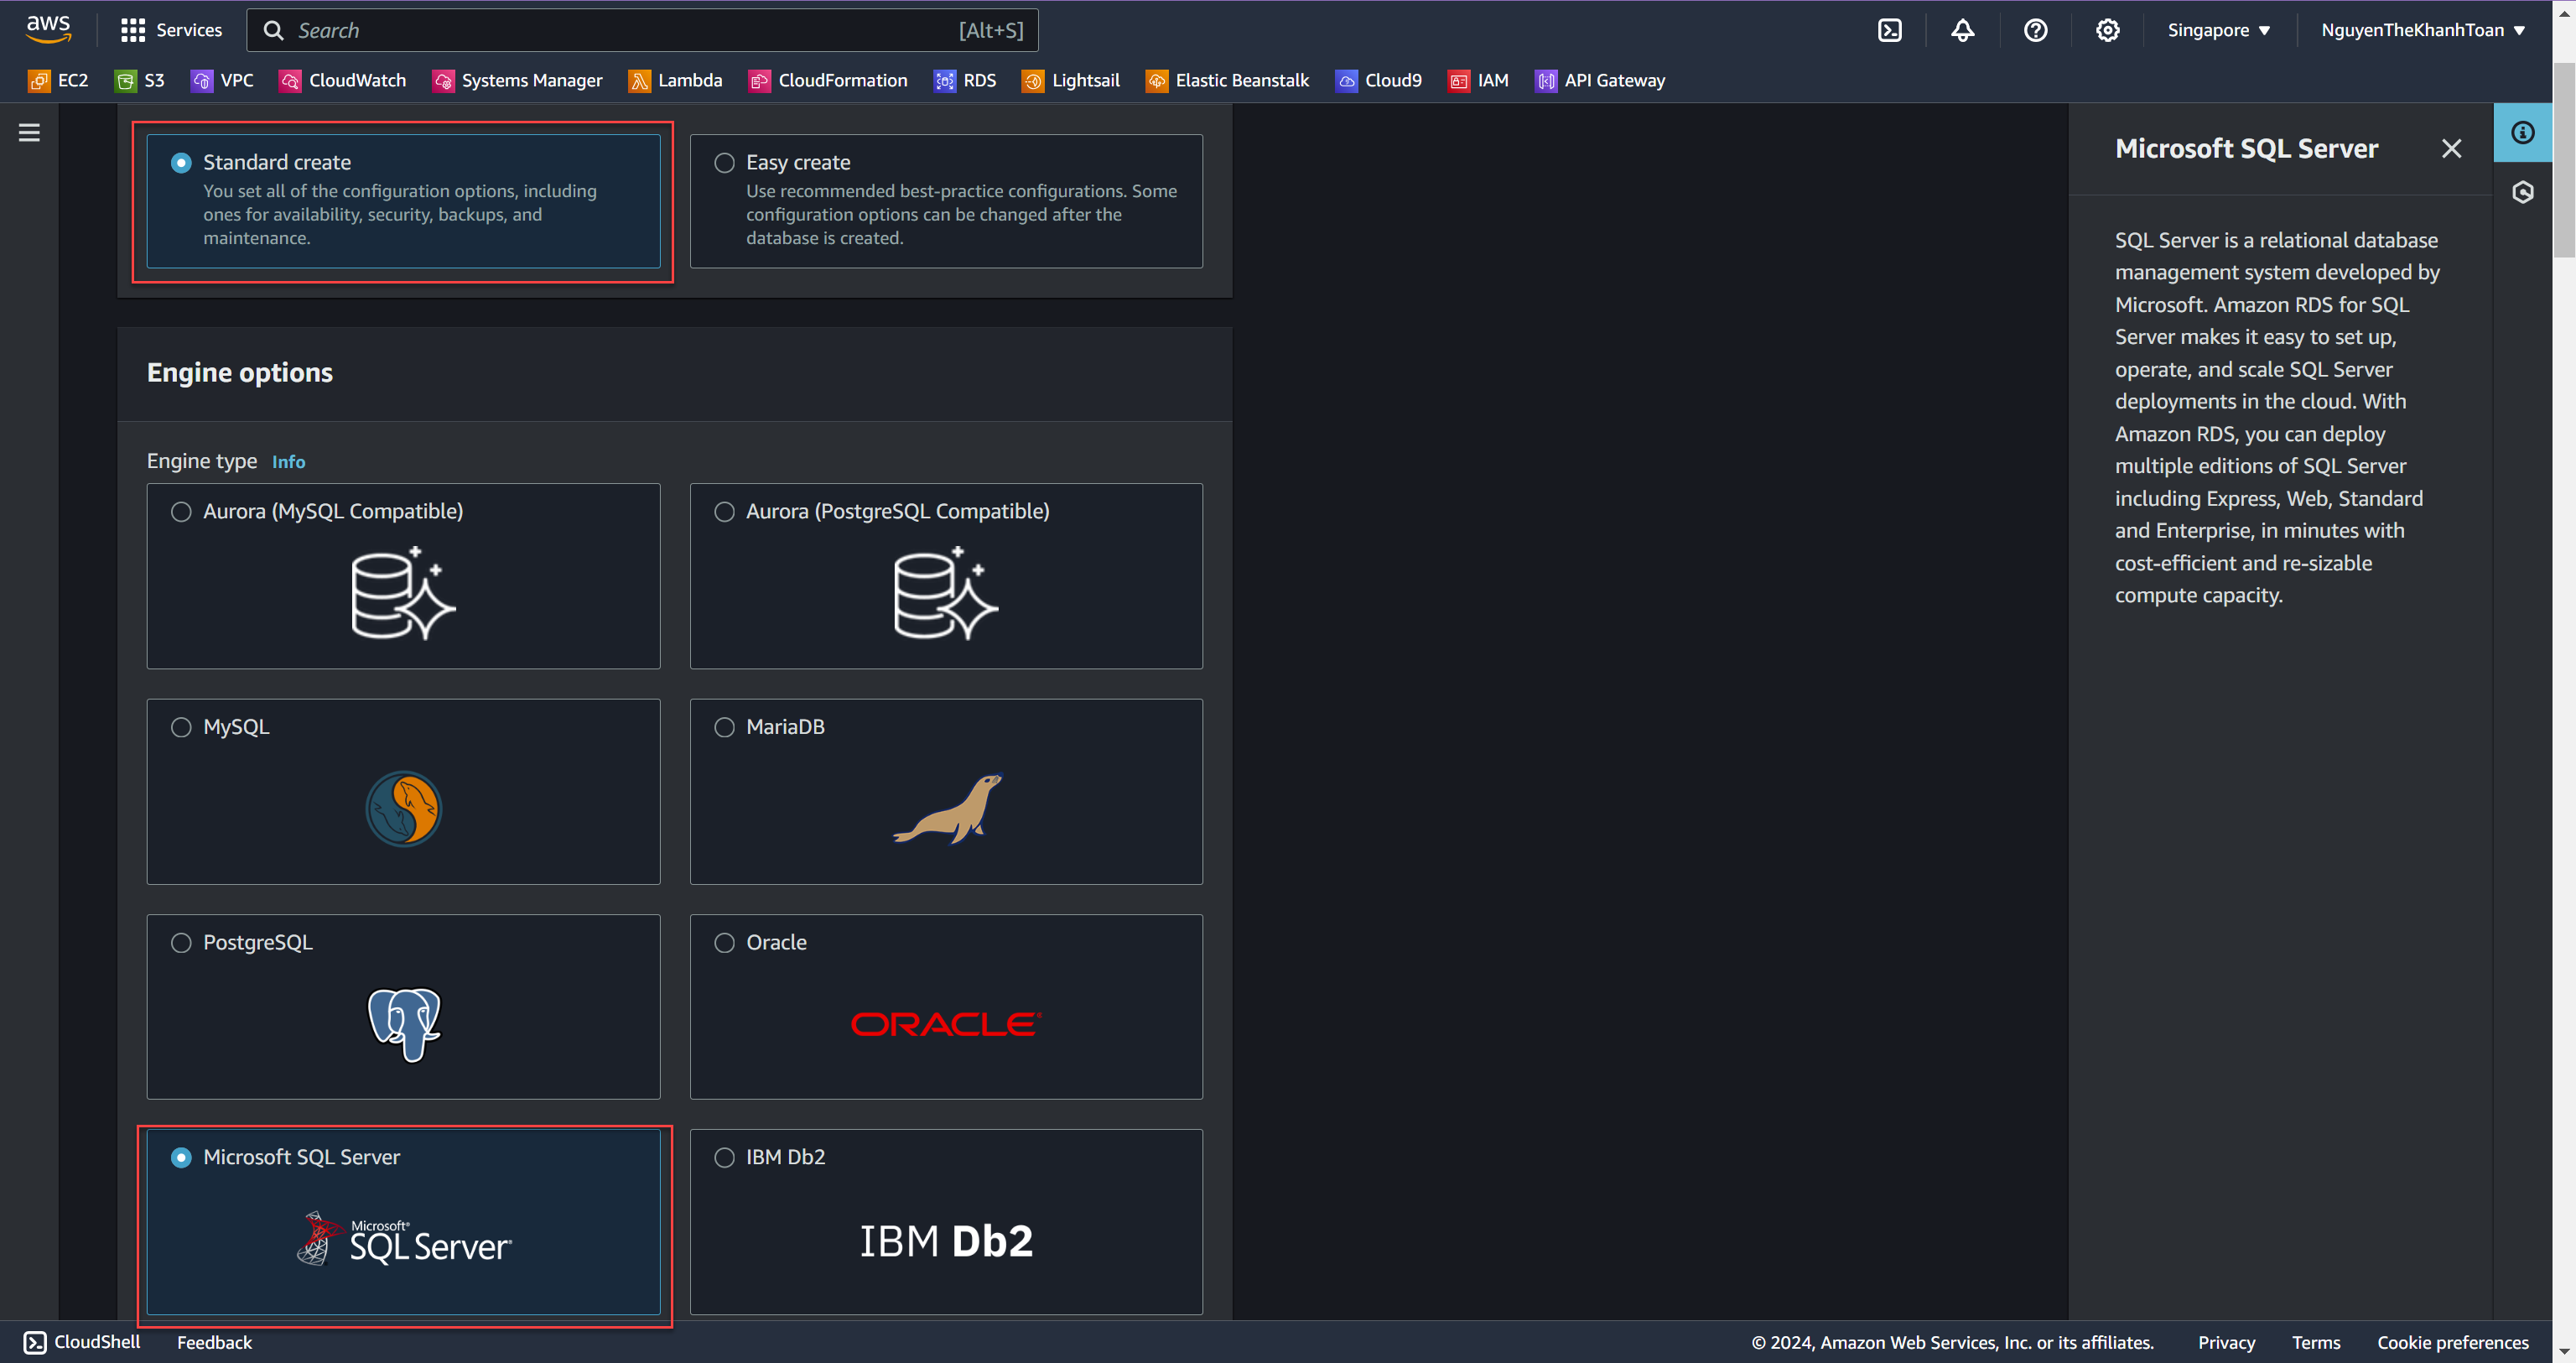 aws
Services
Search
[Alt+S]
Singapore
NguyenTheKhanhToan
EC2
S3
VPC
CloudWatch
Systems Manager
Lambda
CloudFormation
RDS
Lightsail
Elastic Beanstalk
Cloud9
IAM
API Gateway
Standard create
You set all of the configuration options, including
ones for availability, security, backups, and
maintenance.
Easy create
Use recommended best-practice configurations. Some
configuration options can be changed after the
database is created.
Engine options
Engine type Info
Aurora (MySQL Compatible)
Aurora (PostgreSQL Compatible)
MySQL
MariaDB
PostgreSQL
Oracle
ORACLE
Microsoft SQL Server
Microsoft
SQL Server
IBM Db2
IBM Db2
Microsoft SQL Server
SQL Server is a relational database
management system developed by
Microsoft. Amazon RDS for SQL
Server makes it easy to set up,
operate, and scale SQL Server
deployments in the cloud. With
Amazon RDS, you can deploy
multiple editions of SQL Server
including Express, Web, Standard
and Enterprise, in minutes with
cost-efficient and re-sizable
compute capacity.
CloudShell
Feedback
© 2024, Amazon Web Services, Inc. or its affiliates.
Privacy
Terms
Cookie preferences